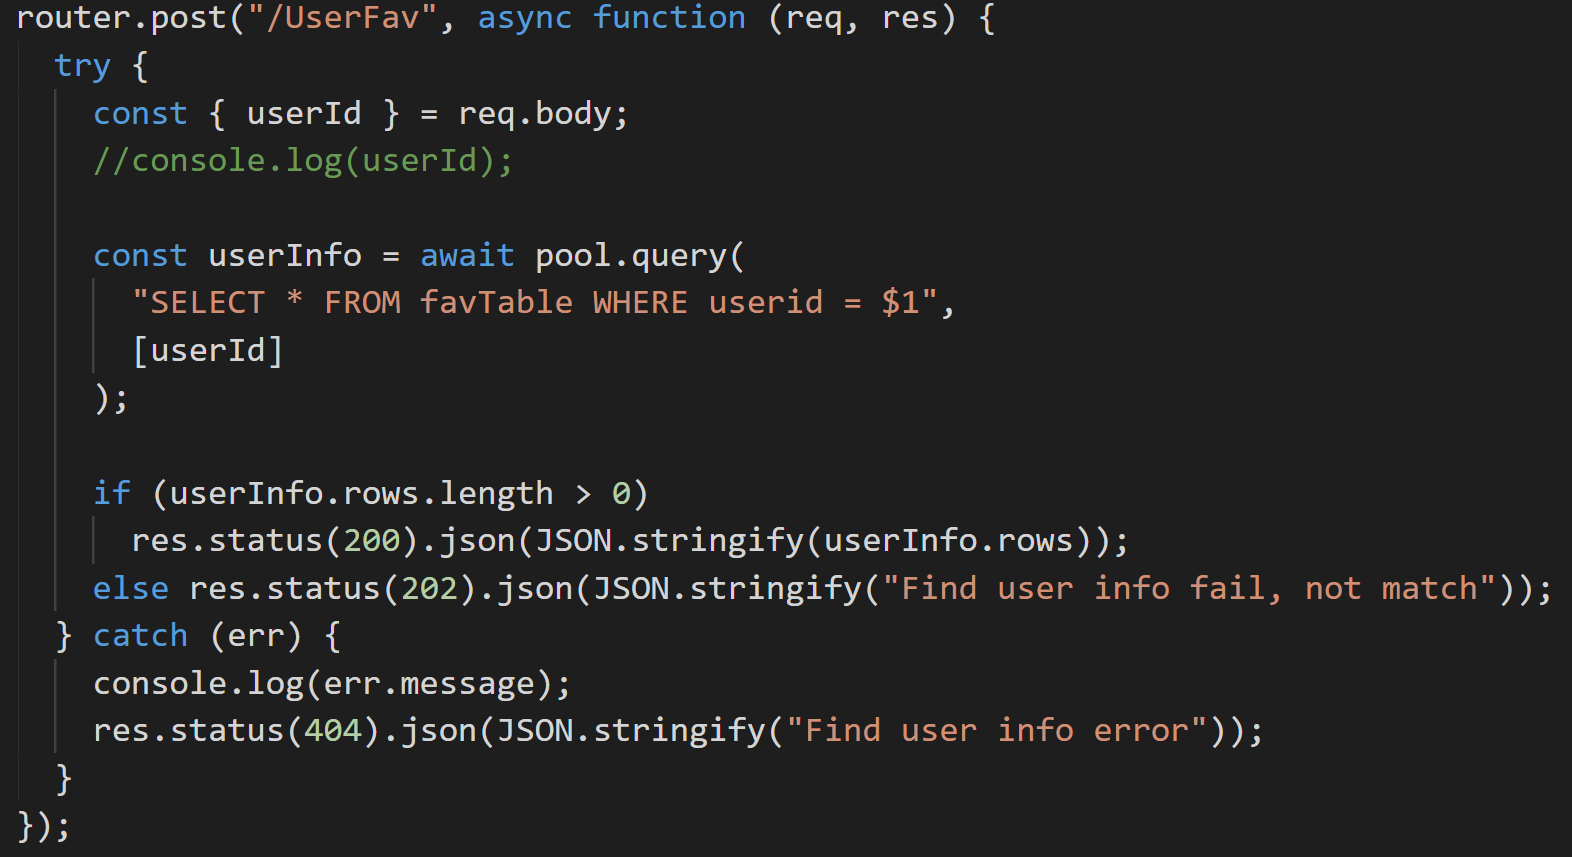 router.post("/UserFav", async function (req, res) {
try {
const { userId } = req.body;
//console.log(userId);
const userInfo = await pool.query(
"SELECT * FROM favTable WHERE userid = $1",
[userId]
);
if (userInfo.rows.length > 0)
res.status(200).json(JSON.stringify(userInfo.rows));
else res.status(202).json(JSON.stringify("Find user info fail, not match"));
} catch (err) {
console.log(err.message);
res.status(404).json(JSON.stringify("Find user info error"));
}
});